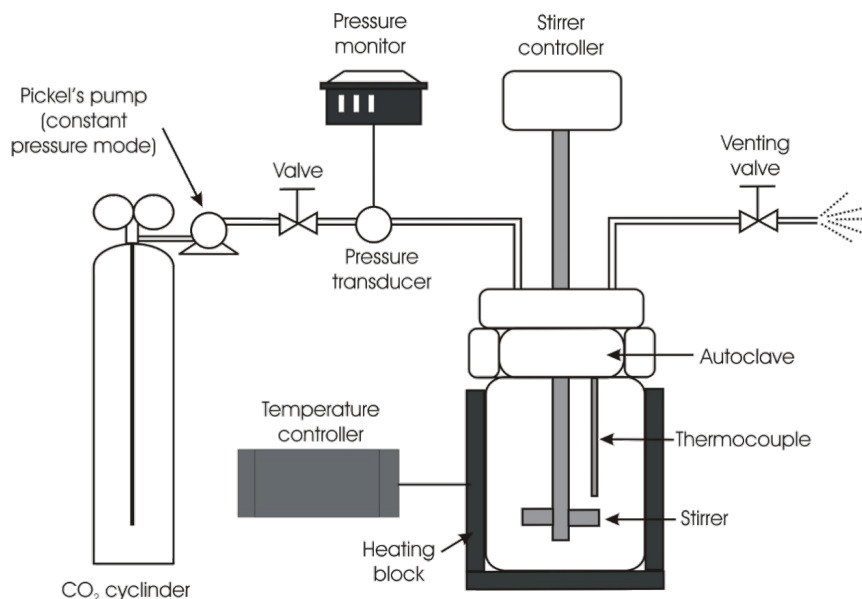 Pressure
monitor
Stirrer
controller
Pickel's pump
(constant
pressure mode)
Valve
Venting
valve
Pressure
transducer
Autoclave
Temperature
controller
Thermocouple
Stirrer
Heating
block
CO₂ cyclinder